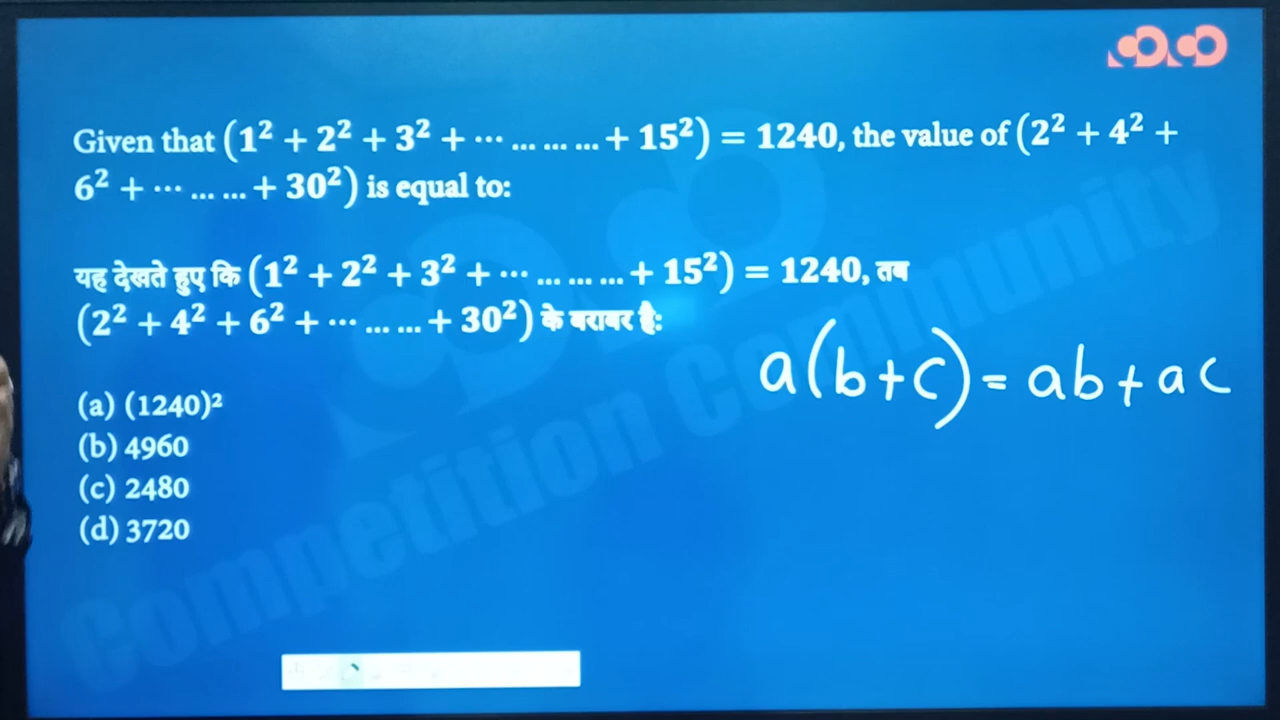 Given that (1² + 2² + 3² + ⋯ … … … + 15²) = 1240, the value of (2² + 4² +
6² + ⋯ … … + 30²) is equal to:
यह देखते हुए कि (1² + 2² + 3² + ⋯ … … … + 15²) = 1240, तब
(2² + 4² + 6² + ⋯ … … + 30²) के बराबर है:
a(b+c) = ab + ac
(a) (1240)²
(b) 4960
(c) 2480
(d) 3720
Competition Community